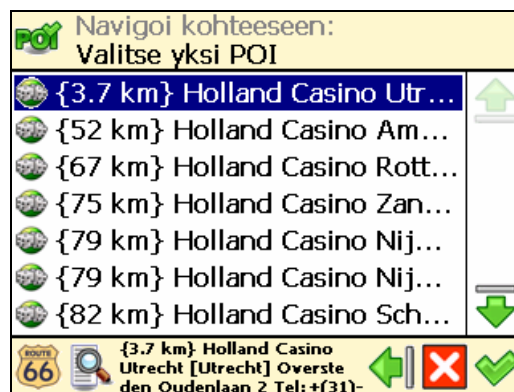 POI
Navigoi kohteeseen:
Valitse yksi POI
{3.7 km} Holland Casino Utr...
{52 km} Holland Casino Am...
{67 km} Holland Casino Rott...
{75 km} Holland Casino Zan...
{79 km} Holland Casino Nij...
{79 km} Holland Casino Nij...
{82 km} Holland Casino Sch...
ROUTE
66
{3.7 km} Holland Casino
Utrecht [Utrecht] Overste
den Oudenlaan 2 Tel: +(31)-